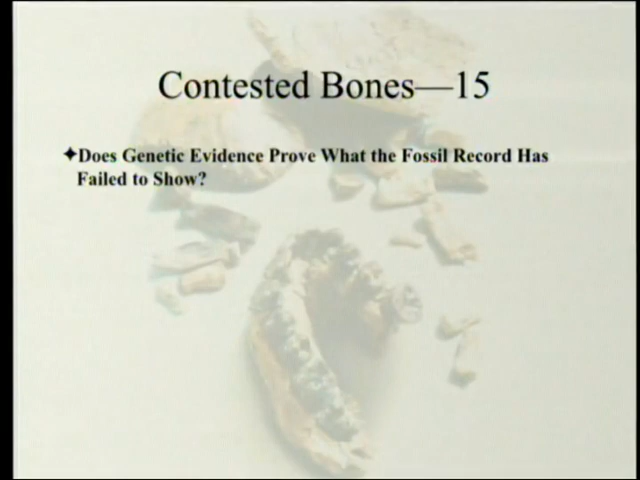 Contested Bones—15
✦Does Genetic Evidence Prove What the Fossil Record Has
Failed to Show?